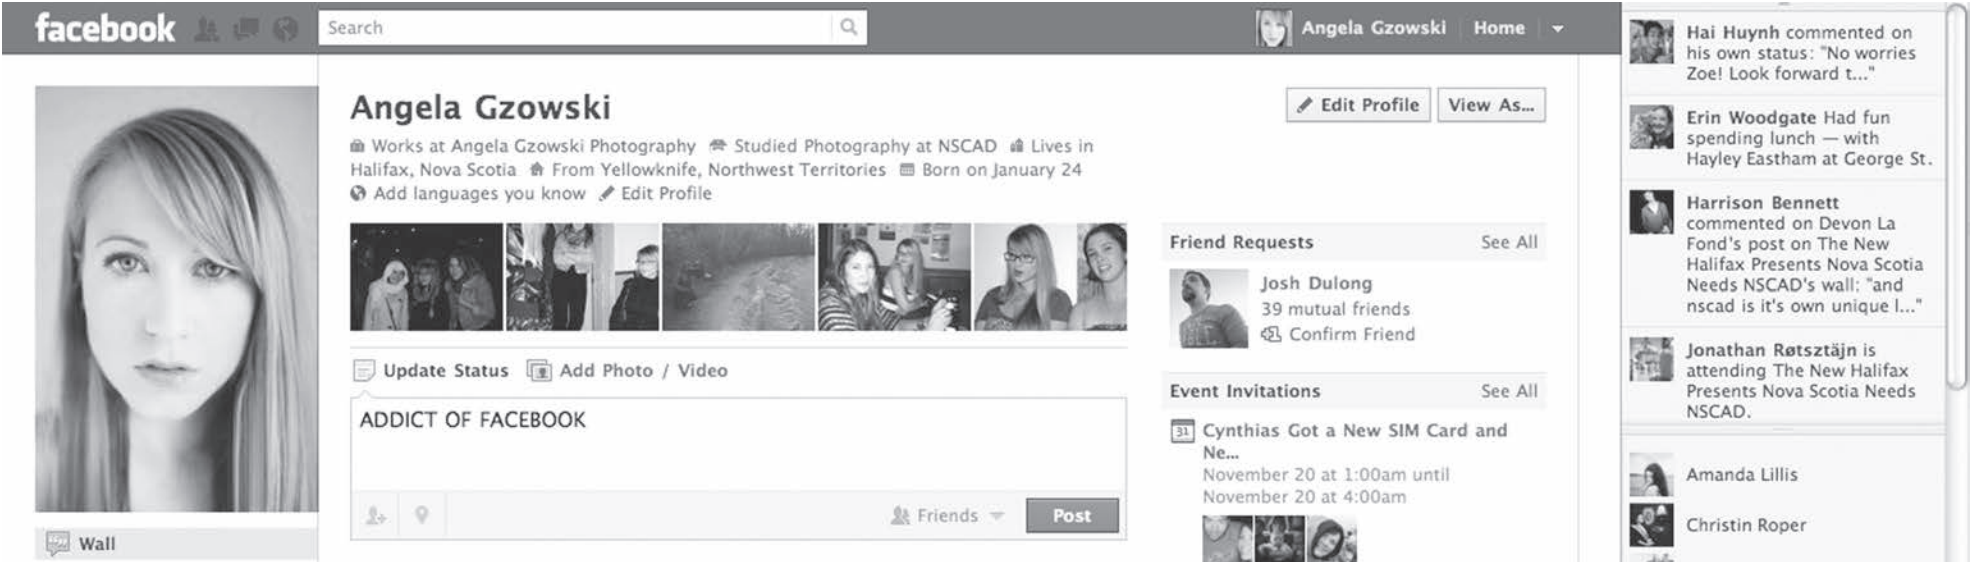 facebook
Search
Angela Gzowski
Home
Angela Gzowski
Edit Profile
View As...
Works at Angela Gzowski Photography Studied Photography at NSCAD Lives in
Halifax, Nova Scotia From Yellowknife, Northwest Territories Born on January 24
Add languages you know Edit Profile
Update Status Add Photo / Video
ADDICT OF FACEBOOK
Friends
Post
Wall
Friend Requests
See All
Josh Dulong
39 mutual friends
Confirm Friend
Event Invitations
See All
31
Cynthias Got a New SIM Card and
Ne...
November 20 at 1:00am until
November 20 at 4:00am
Hai Huynh commented on
his own status: "No worries
Zoe! Look forward t..."
Erin Woodgate Had fun
spending lunch — with
Hayley Eastham at George St.
Harrison Bennett
commented on Devon La
Fond's post on The New
Halifax Presents Nova Scotia
Needs NSCAD's wall: "and
nscad is it's own unique l..."
Jonathan Røtsztäjn is
attending The New Halifax
Presents Nova Scotia Needs
NSCAD.
Amanda Lillis
Christin Roper